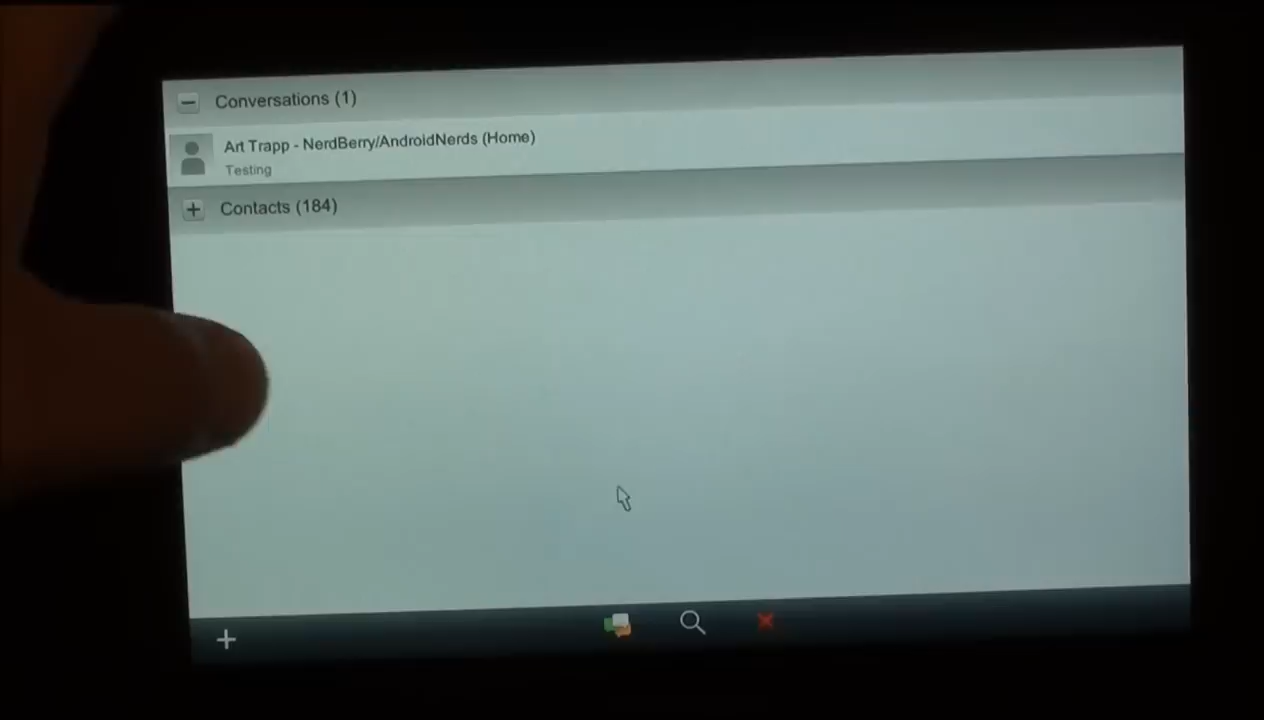 Conversations (1)
Art Trapp - NerdBerry/AndroidNerds (Home)
Testing
Contacts (184)